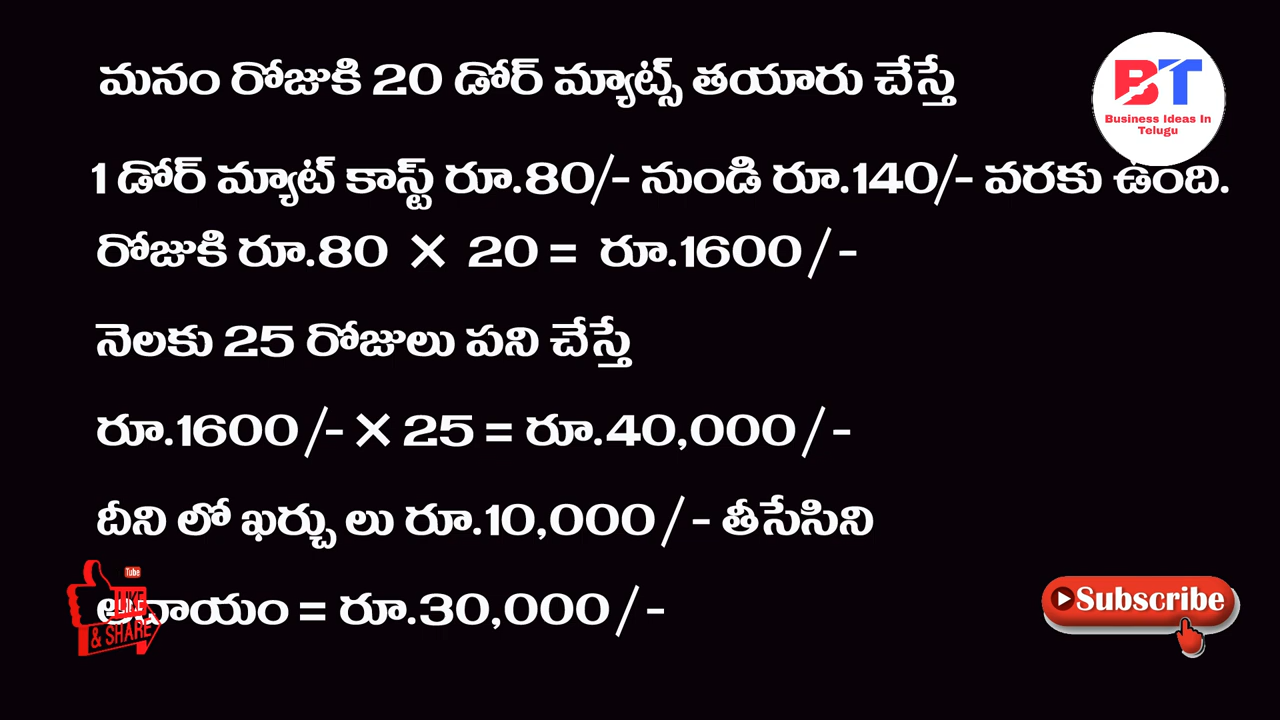 మనం రోజుకి 20 డోర్ మ్యాట్స్ తయారు చేస్తే
BT
Business Ideas In
Telugu
1 డోర్ మ్యాట్ కాస్ట్ రూ.80/- నుండి రూ.140/- వరకు ఉంది.
రోజుకి రూ.80 × 20 = రూ.1600/-
నెలకు 25 రోజులు పని చేస్తే
రూ.1600/- × 25 = రూ.40,000/-
దీని లో ఖర్చు లు రూ.10,000/- తీసేసిని
= రూ.30,000/-
Tube
LIKE
& SHARE
Subscribe